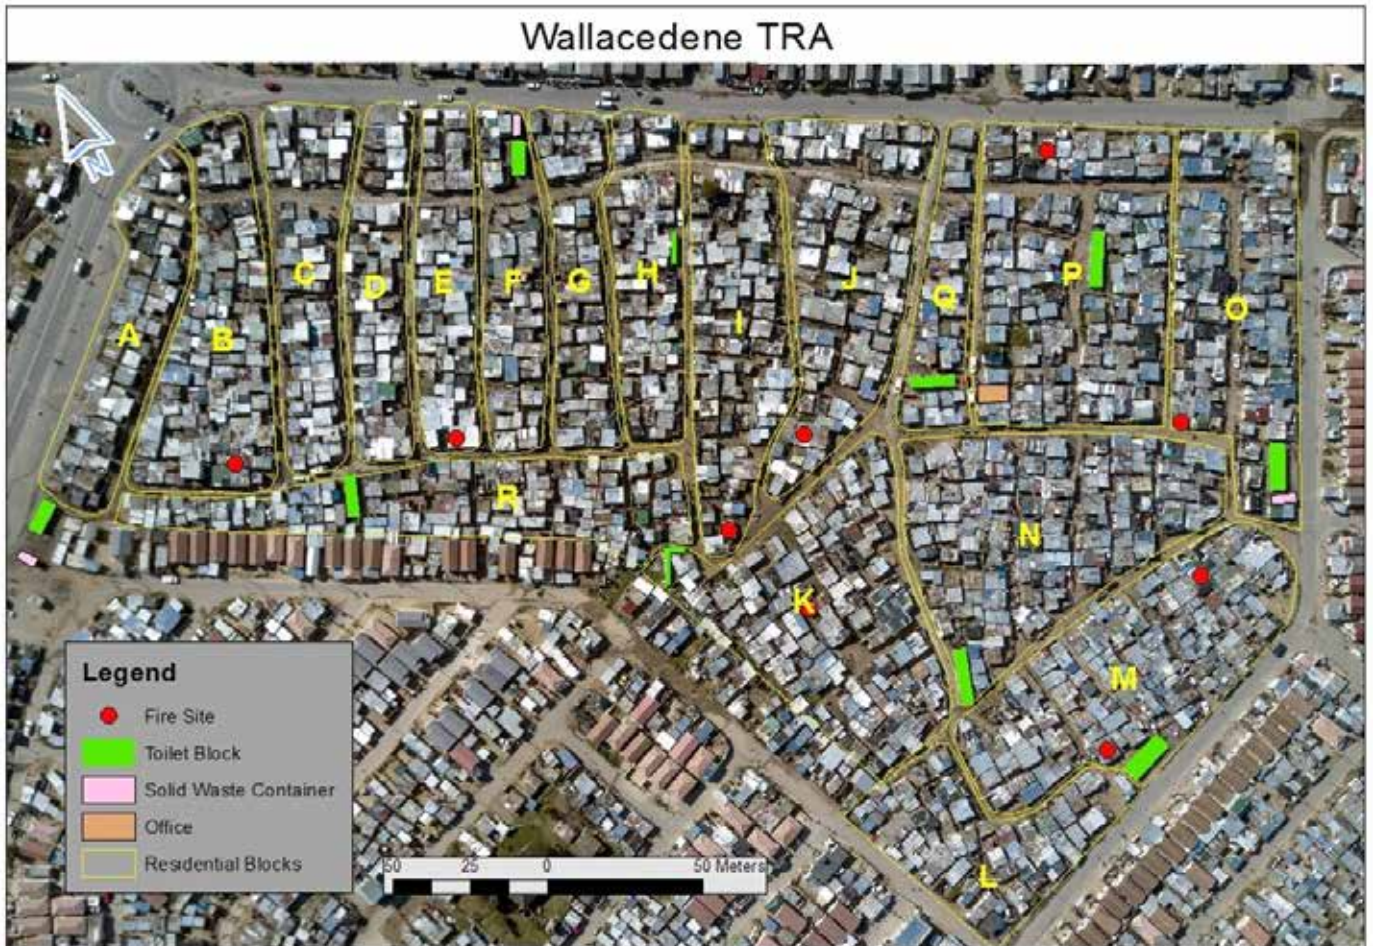 Wallacedene TRA
N
A
B
C
D
E
F
G
H
I
J
Q
P
O
R
K
N
M
L
Legend
Fire Site
Toilet Block
Solid Waste Container
Office
Residential Blocks
50 25 0 50 Meters